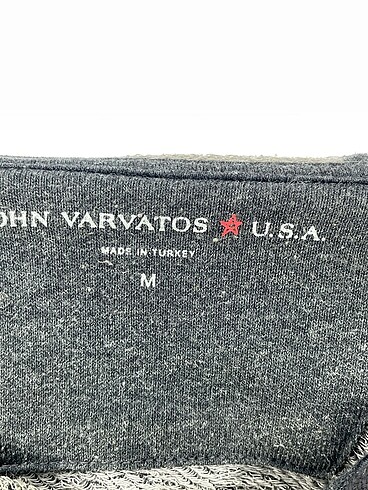 OHN VARVATOS ★ U.S.A.
MADE IN TURKEY
M